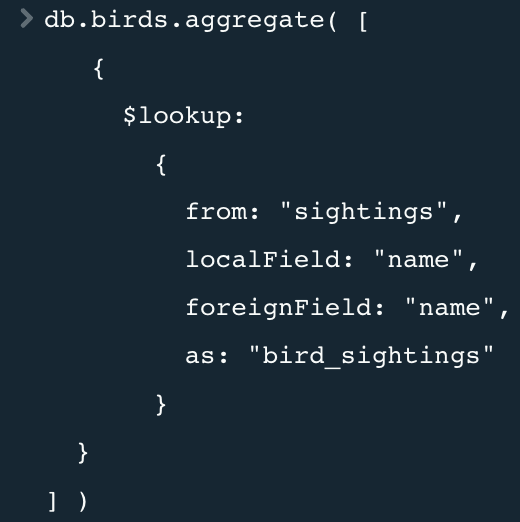 > db.birds.aggregate( [
{
$lookup:
{
from: "sightings",
localField: "name",
foreignField: "name",
as: "bird_sightings"
}
}
] )